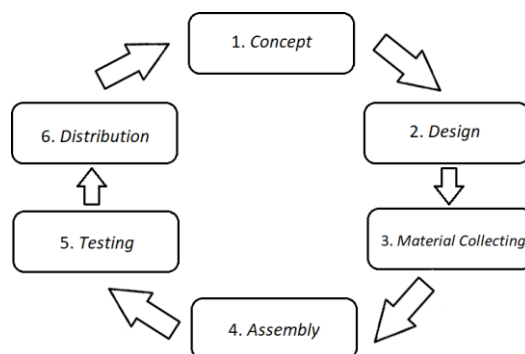 1. Concept
2. Design
3. Material Collecting
4. Assembly
5. Testing
6. Distribution